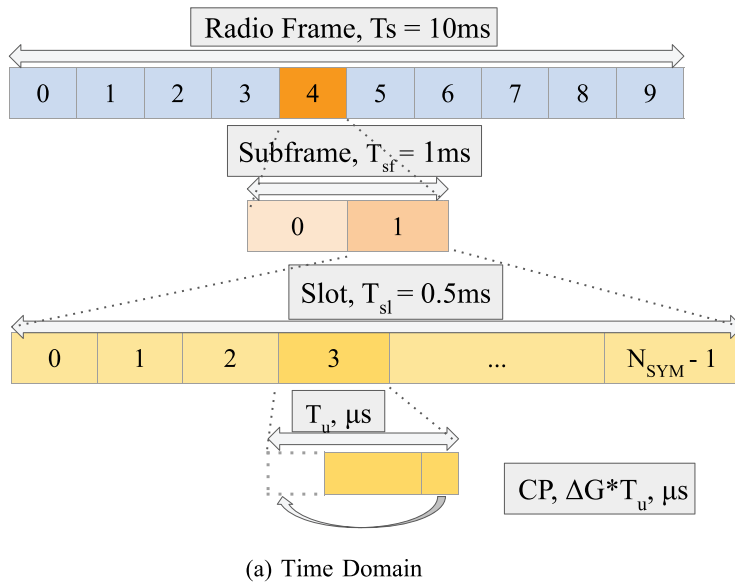 Radio Frame, Ts = 10ms
0 1 2 3 4 5 6 7 8 9
Subframe, Tsf = 1ms
0 1
Slot, Tsl = 0.5ms
0 1 2 3 ... NSYM - 1
Tu, μs
CP, ΔG*Tu, μs
(a) Time Domain